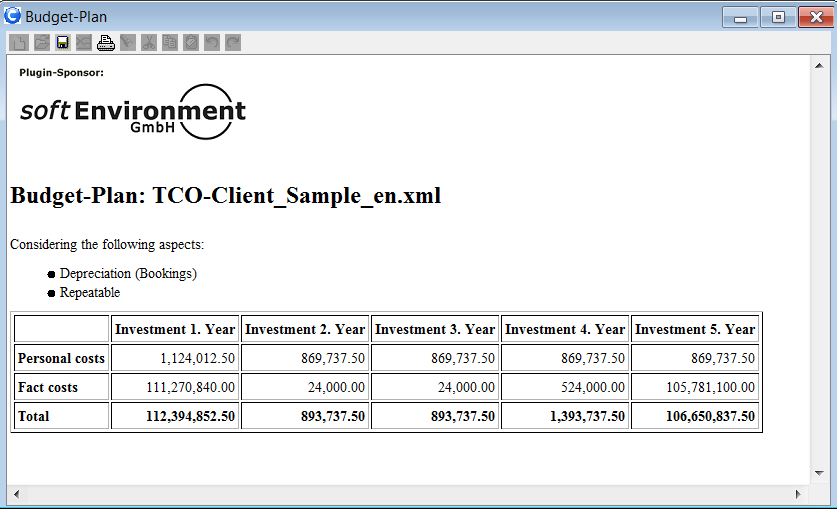 Budget-Plan
Plugin-Sponsor:
soft Environment
GmbH
Budget-Plan: TCO-Client_Sample_en.xml
Considering the following aspects:
Depreciation (Bookings)
Repeatable
Investment 1. Year Investment 2. Year Investment 3. Year Investment 4. Year Investment 5. Year
Personal costs 1,124,012.50 869,737.50 869,737.50 869,737.50 869,737.50
Fact costs 111,270,840.00 24,000.00 24,000.00 524,000.00 105,781,100.00
Total 112,394,852.50 893,737.50 893,737.50 1,393,737.50 106,650,837.50